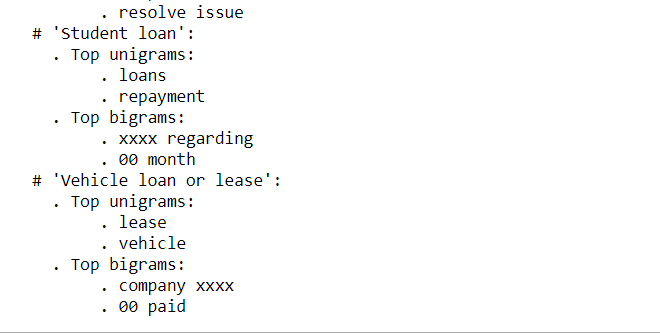 . resolve issue
# 'Student loan':
. Top unigrams:
. loans
. repayment
. Top bigrams:
. xxxx regarding
. 00 month
# 'Vehicle loan or lease':
. Top unigrams:
. lease
. vehicle
. Top bigrams:
. company xxxx
. 00 paid